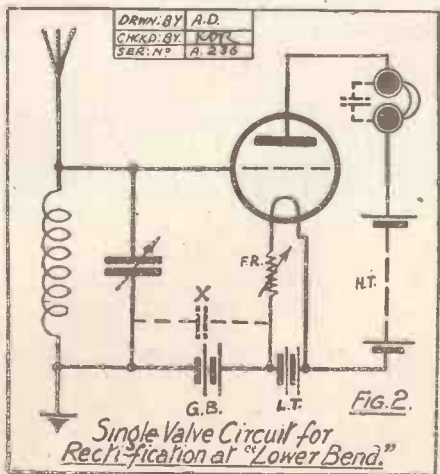 DRWN: BY A.D.
CHCKD: BY
SER: Nº A. 236
F.R.
H.T.
X
G.B.
L.T.
FIG. 2.
Single Valve Circuit for
Rectification at "Lower Bend."